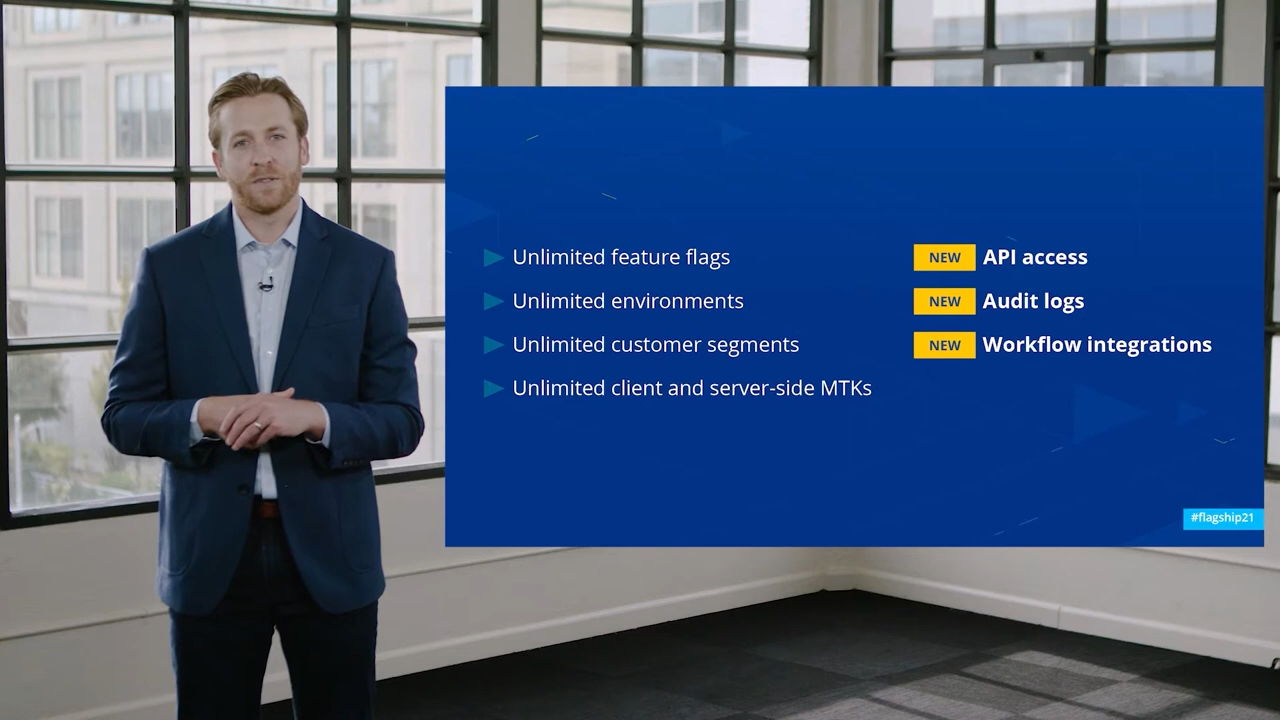 Unlimited feature flags
Unlimited environments
Unlimited customer segments
Unlimited client and server-side MTKs
NEW API access
NEW Audit logs
NEW Workflow integrations
#flagship21